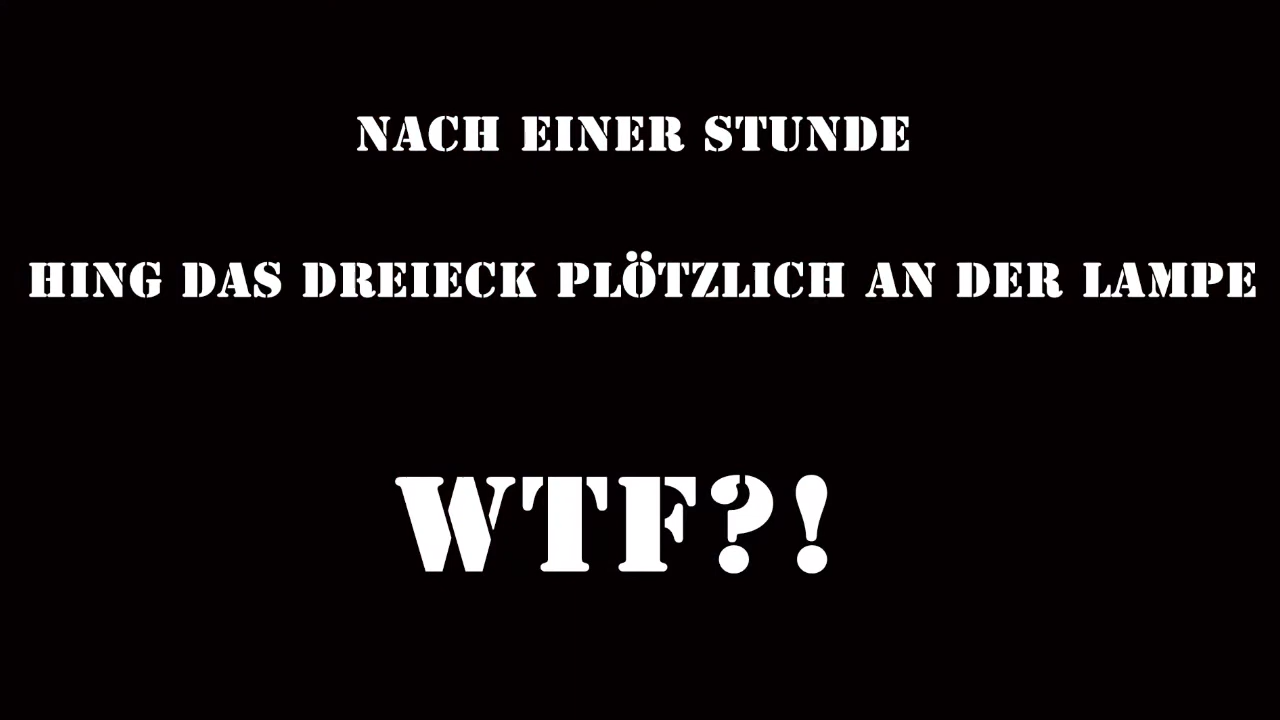 NACH EINER STUNDE
HING DAS DREIECK PLÖTZLICH AN DER LAMPE
WTF?!